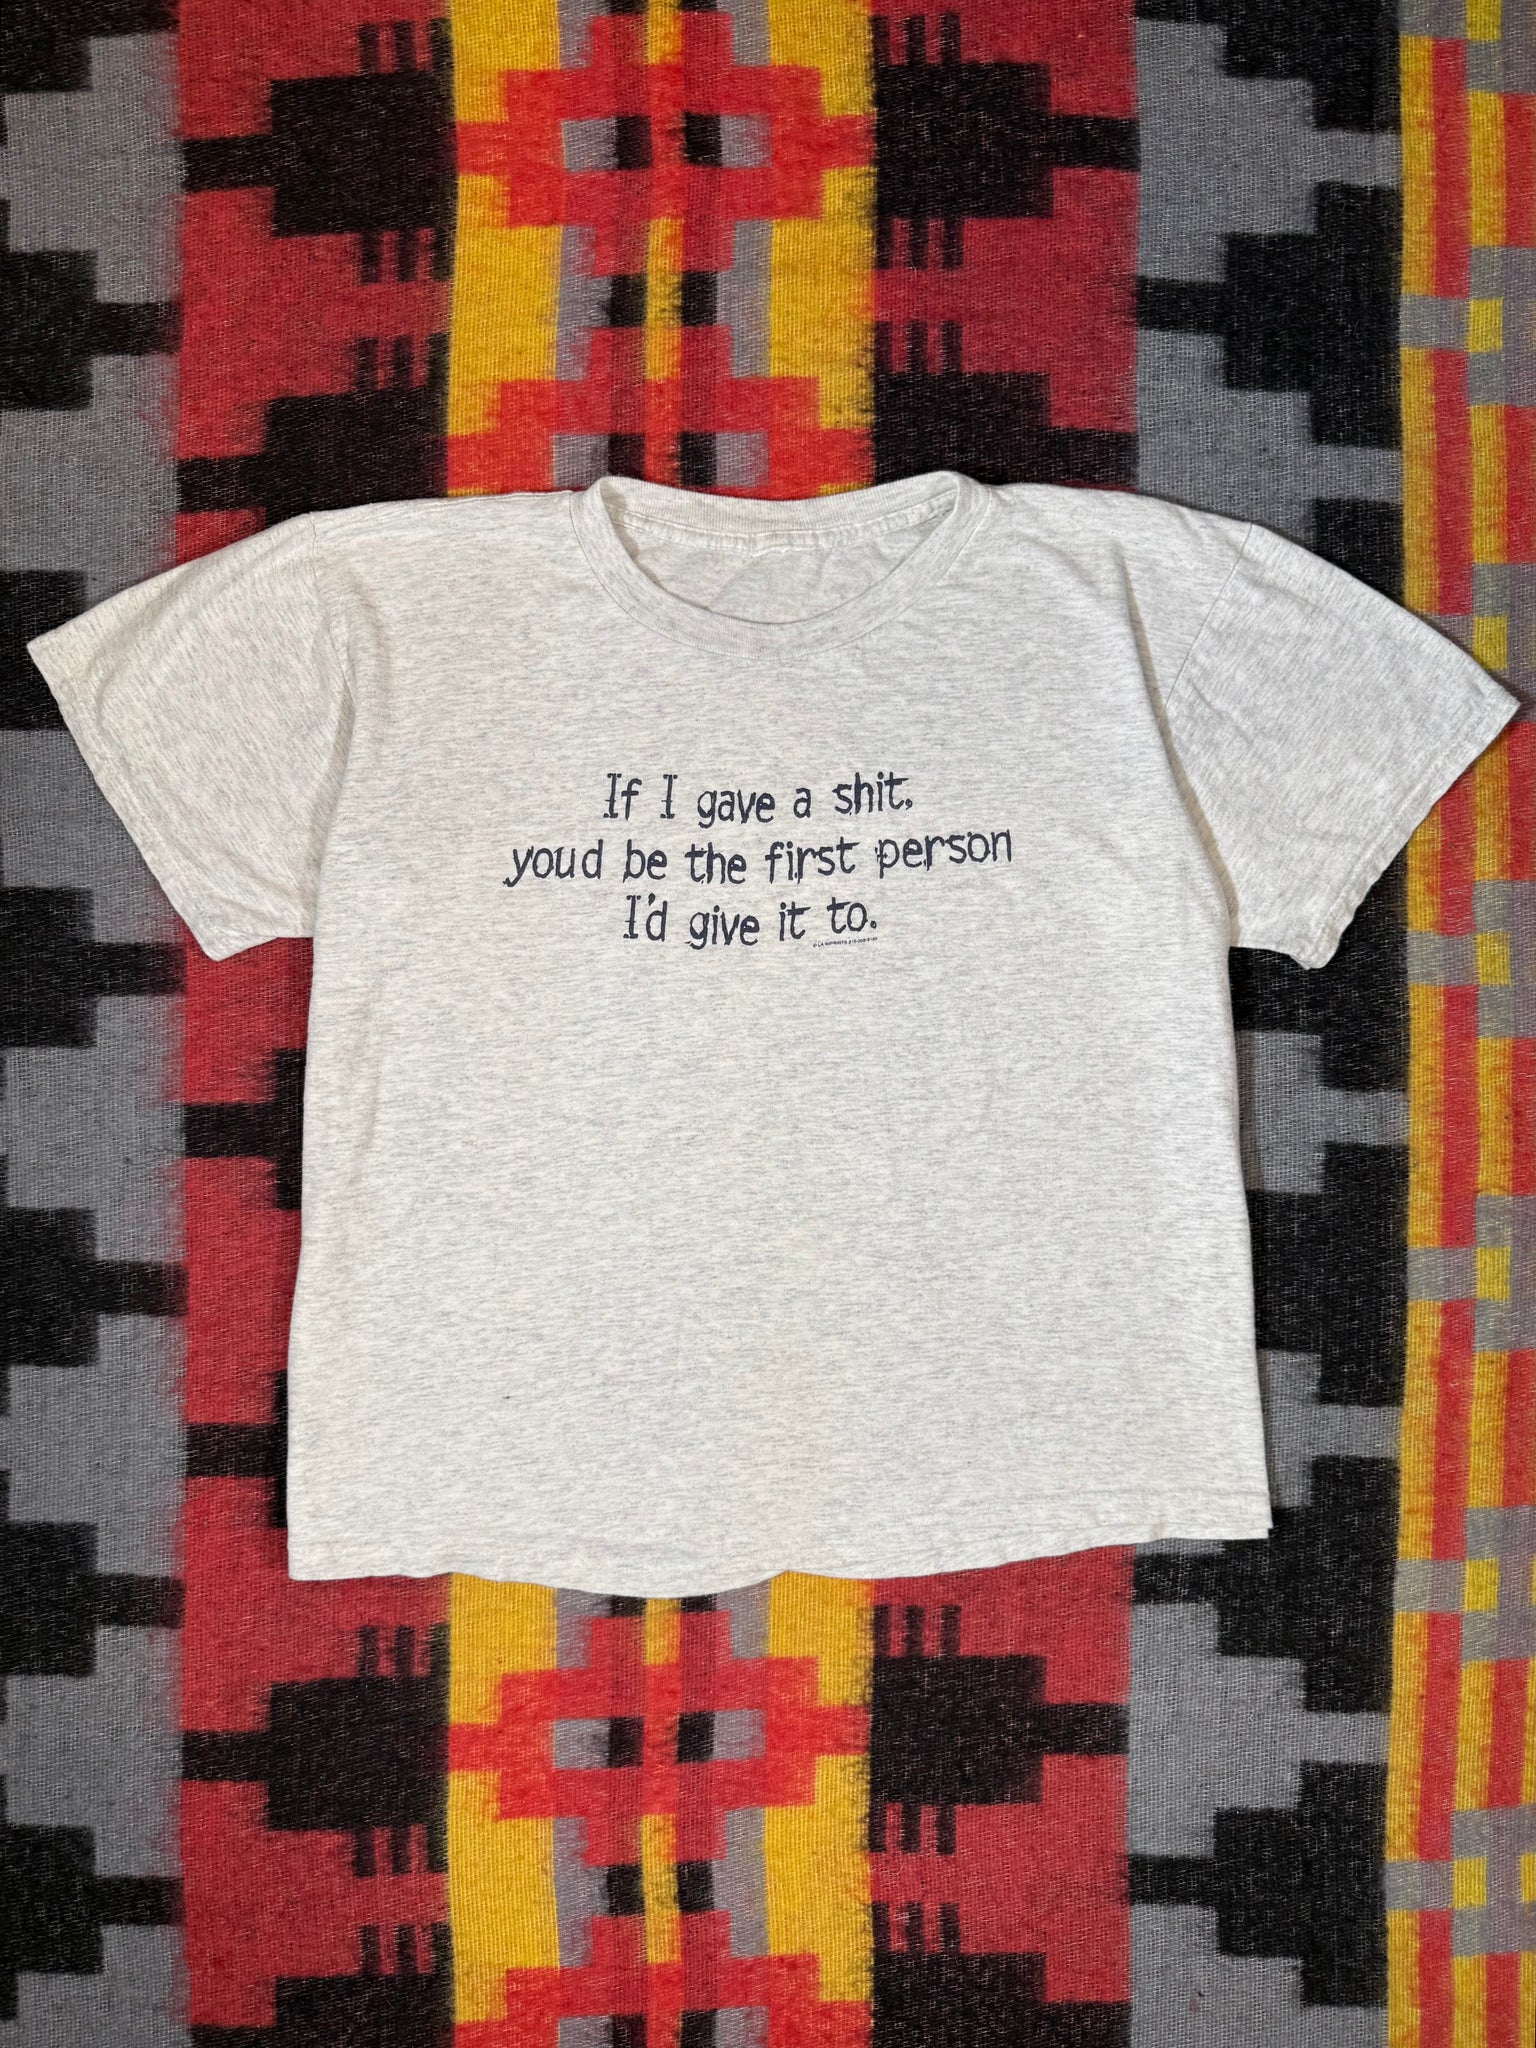 If I gave a shit,
youd be the first person
I'd give it to.